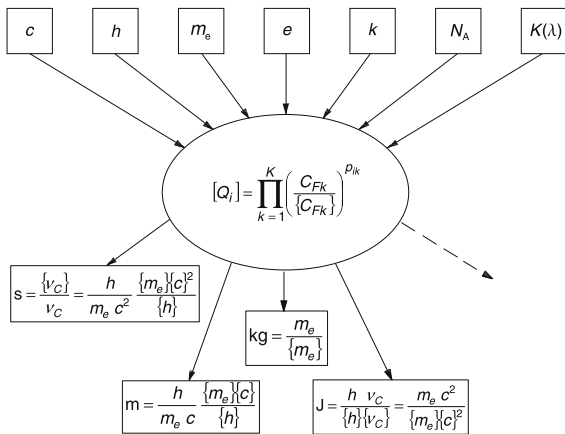 c h mₑ e k N_A K(λ)
[Qᵢ] = ∏_{k=1}^{K} (C_{Fk} / {C_{Fk}})^{p_{ik}}
s = {ν_C} / ν_C = h / (mₑ c²) {mₑ}{c}² / {h}
kg = mₑ / {mₑ}
m = h / (mₑ c) {mₑ}{c} / {h}
J = h ν_C / ({h}{ν_C}) = mₑ c² / ({mₑ}{c}²)